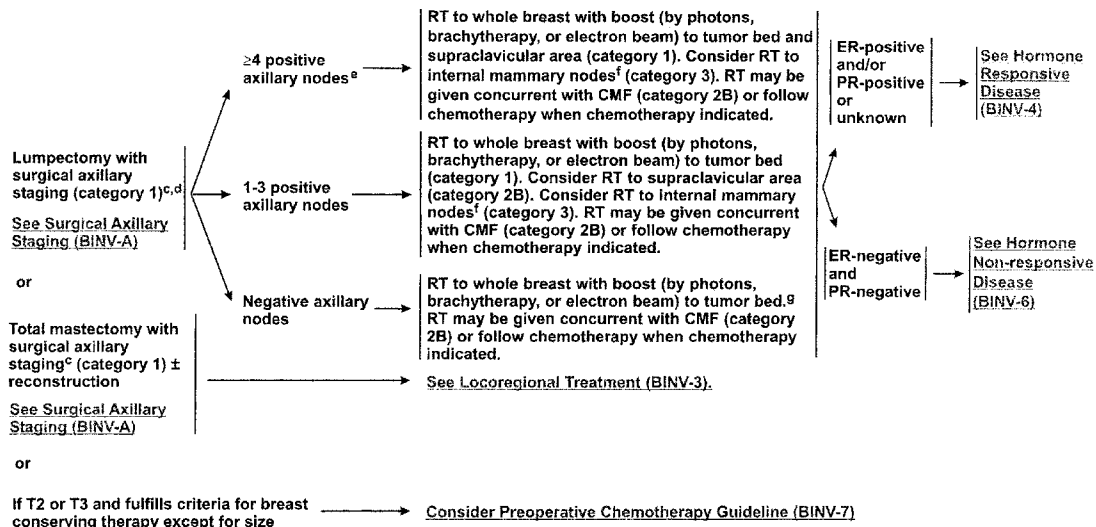 Lumpectomy with
surgical axillary
staging (category 1)c,d
See Surgical Axillary
Staging (BINV-A)
or
Total mastectomy with
surgical axillary
stagingc (category 1) ±
reconstruction
See Surgical Axillary
Staging (BINV-A)
or
If T2 or T3 and fulfills criteria for breast
conserving therapy except for size
≥4 positive
axillary nodese
1-3 positive
axillary nodes
Negative axillary
nodes
RT to whole breast with boost (by photons,
brachytherapy, or electron beam) to tumor bed and
supraclavicular area (category 1). Consider RT to
internal mammary nodesf (category 3). RT may be
given concurrent with CMF (category 2B) or follow
chemotherapy when chemotherapy indicated.
RT to whole breast with boost (by photons,
brachytherapy, or electron beam) to tumor bed
(category 1). Consider RT to supraclavicular area
(category 2B). Consider RT to internal mammary
nodesf (category 3). RT may be given concurrent
with CMF (category 2B) or follow chemotherapy
when chemotherapy indicated.
RT to whole breast with boost (by photons,
brachytherapy, or electron beam) to tumor bed.g
RT may be given concurrent with CMF (category
2B) or follow chemotherapy when chemotherapy
indicated.
See Locoregional Treatment (BINV-3).
Consider Preoperative Chemotherapy Guideline (BINV-7)
ER-positive
and/or
PR-positive
or
unknown
See Hormone
Responsive
Disease
(BINV-4)
ER-negative
and
PR-negative
See Hormone
Non-responsive
Disease
(BINV-6)